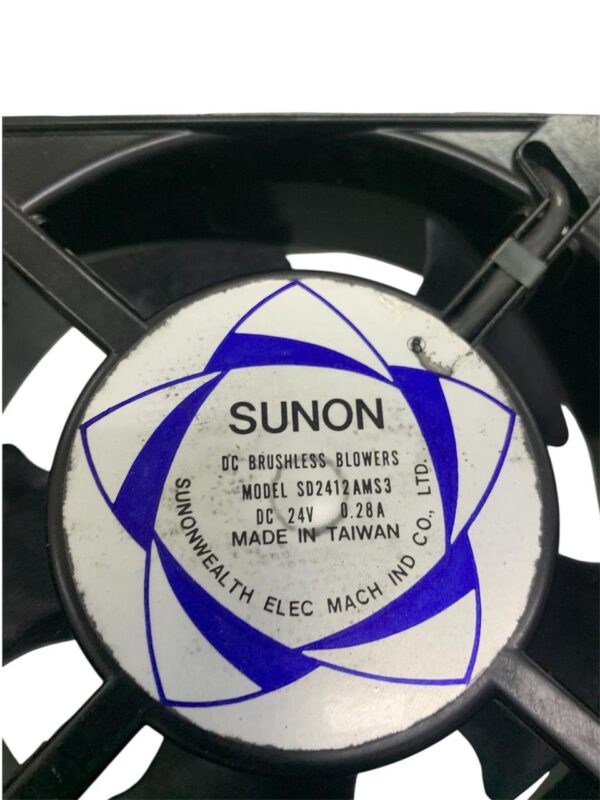 ®
SUNON
DC BRUSHLESS BLOWERS
MODEL SD2412AMS3
DC 24V 0.28A
MADE IN TAIWAN
SUNONWEALTH ELEC MACH IND CO., LTD.